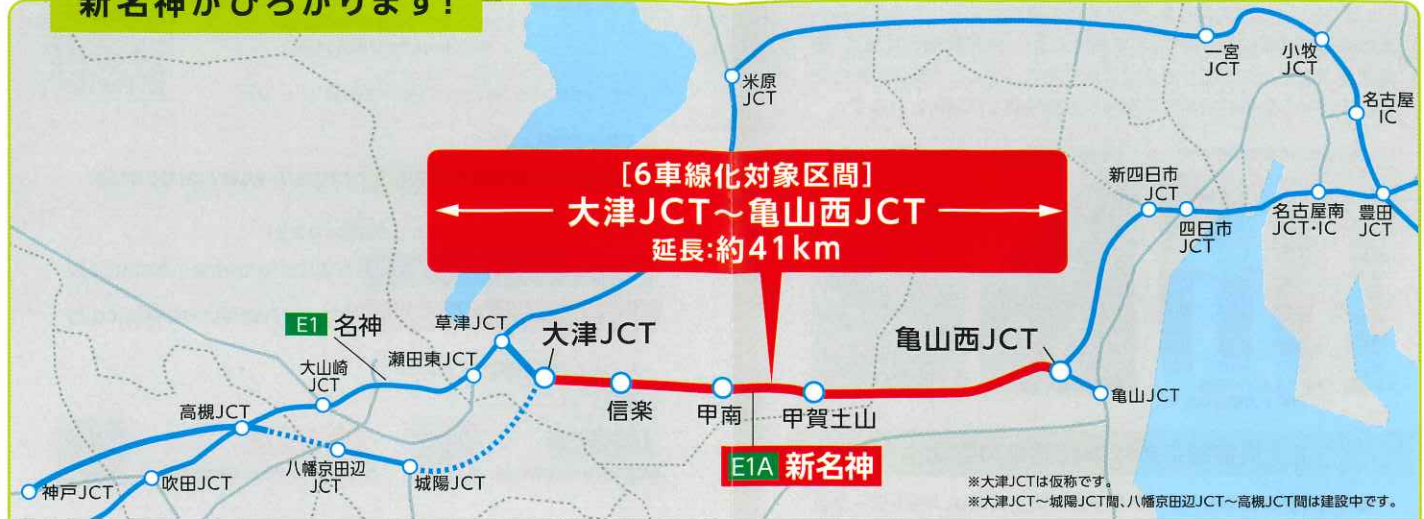 新名神がひろがります!
一宮
JCT
小牧
JCT
米原
JCT
名古屋
IC
[6車線化対象区間]
大津JCT～亀山西JCT
延長:約41km
新四日市
JCT
四日市
JCT
名古屋南
JCT・IC
豊田
JCT
E1 名神
草津JCT
大津JCT
亀山西JCT
瀬田東JCT
大山崎
JCT
高槻JCT
信楽
甲南
甲賀土山
亀山JCT
八幡京田辺
JCT
城陽JCT
吹田JCT
神戸JCT
E1A 新名神
※大津JCTは仮称です。
※大津JCT～城陽JCT間、八幡京田辺JCT～高槻JCT間は建設中です。